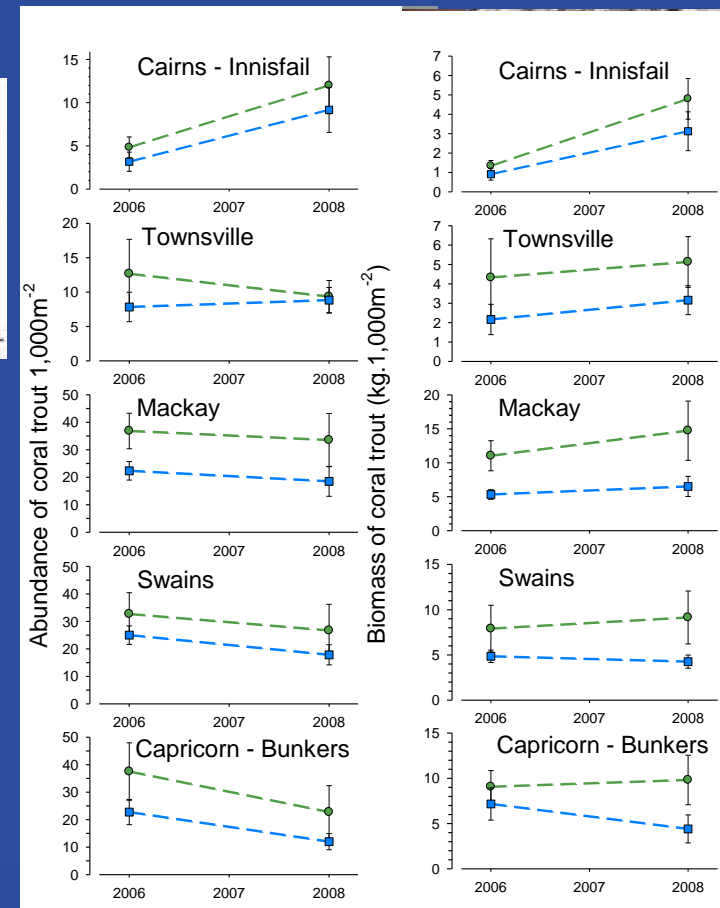 Abundance of coral trout 1,000m⁻²
Cairns - Innisfail
15
10
5
0
2006 2007 2008
Townsville
20
15
10
5
0
2006 2007 2008
Mackay
50
40
30
20
10
0
2006 2007 2008
Swains
50
40
30
20
10
0
2006 2007 2008
Capricorn - Bunkers
50
40
30
20
10
0
2006 2007 2008
Biomass of coral trout (kg.1,000m⁻²)
Cairns - Innisfail
7
6
5
4
3
2
1
0
2006 2007 2008
Townsville
7
6
5
4
3
2
1
0
2006 2007 2008
Mackay
20
15
10
5
0
2006 2007 2008
Swains
15
10
5
0
2006 2007 2008
Capricorn - Bunkers
15
10
5
0
2006 2007 2008